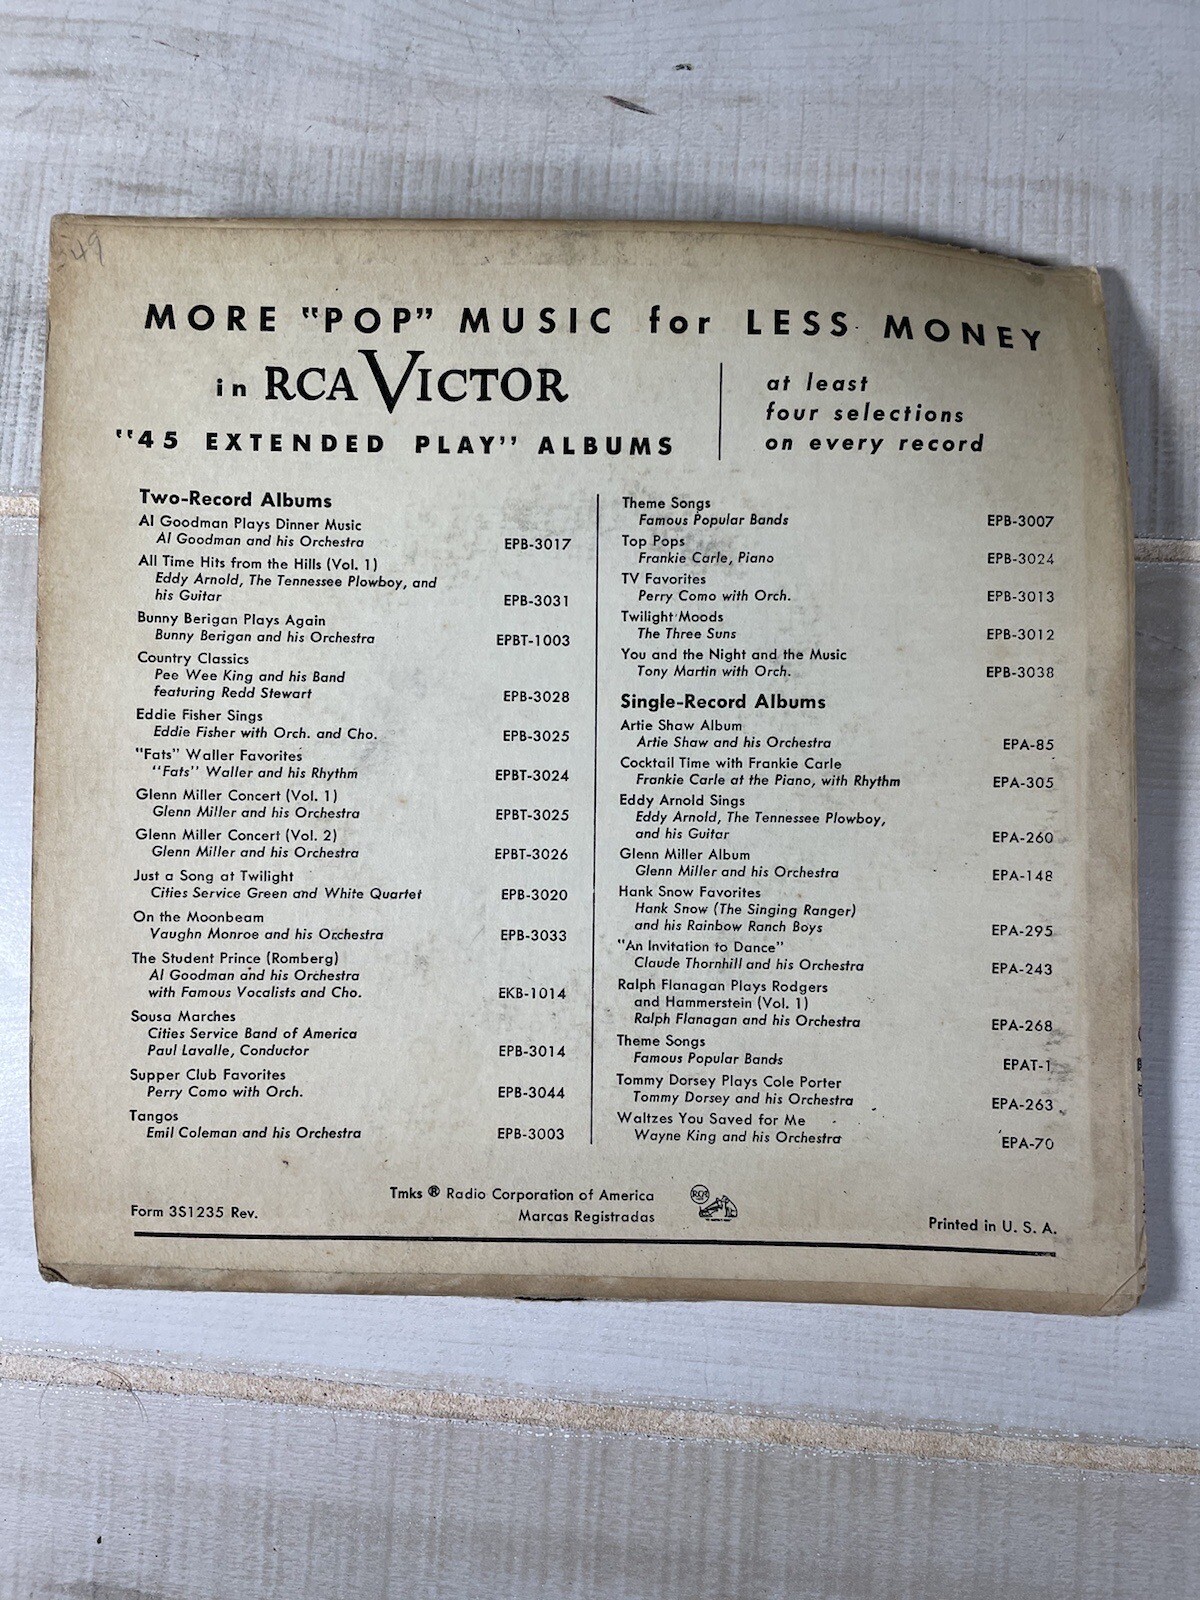 549
MORE "POP" MUSIC for LESS MONEY
in RCA VICTOR
"45 EXTENDED PLAY" ALBUMS
at least
four selections
on every record
Two-Record Albums
Al Goodman Plays Dinner Music
Al Goodman and his Orchestra EPB-3017
All Time Hits from the Hills (Vol. 1)
Eddy Arnold, The Tennessee Plowboy, and
his Guitar EPB-3031
Bunny Berigan Plays Again
Bunny Berigan and his Orchestra EPBT-1003
Country Classics
Pee Wee King and his Band
featuring Redd Stewart EPB-3028
Eddie Fisher Sings
Eddie Fisher with Orch. and Cho. EPB-3025
"Fats" Waller Favorites
"Fats" Waller and his Rhythm EPBT-3024
Glenn Miller Concert (Vol. 1)
Glenn Miller and his Orchestra EPBT-3025
Glenn Miller Concert (Vol. 2)
Glenn Miller and his Orchestra EPBT-3026
Just a Song at Twilight
Cities Service Green and White Quartet EPB-3020
On the Moonbeam
Vaughn Monroe and his Orchestra EPB-3033
The Student Prince (Romberg)
Al Goodman and his Orchestra
with Famous Vocalists and Cho. EKB-1014
Sousa Marches
Cities Service Band of America
Paul Lavalle, Conductor EPB-3014
Supper Club Favorites
Perry Como with Orch. EPB-3044
Tangos
Emil Coleman and his Orchestra EPB-3003
Theme Songs
Famous Popular Bands EPB-3007
Top Pops
Frankie Carle, Piano EPB-3024
TV Favorites
Perry Como with Orch. EPB-3013
Twilight Moods
The Three Suns EPB-3012
You and the Night and the Music
Tony Martin with Orch. EPB-3038
Single-Record Albums
Artie Shaw Album
Artie Shaw and his Orchestra EPA-85
Cocktail Time with Frankie Carle
Frankie Carle at the Piano, with Rhythm EPA-305
Eddy Arnold Sings
Eddy Arnold, The Tennessee Plowboy,
and his Guitar EPA-260
Glenn Miller Album
Glenn Miller and his Orchestra EPA-148
Hank Snow Favorites
Hank Snow (The Singing Ranger)
and his Rainbow Ranch Boys EPA-295
"An Invitation to Dance"
Claude Thornhill and his Orchestra EPA-243
Ralph Flanagan Plays Rodgers
and Hammerstein (Vol. 1)
Ralph Flanagan and his Orchestra EPA-268
Theme Songs
Famous Popular Bands EPAT-1
Tommy Dorsey Plays Cole Porter
Tommy Dorsey and his Orchestra EPA-263
Waltzes You Saved for Me
Wayne King and his Orchestra EPA-70
Form 3S1235 Rev.
Tmks ® Radio Corporation of America
Marcas Registradas
RCA
Printed in U. S. A.